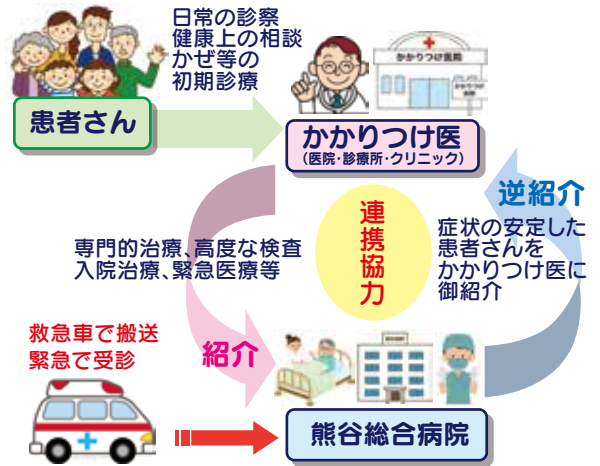 日常の診察
健康上の相談
かぜ等の
初期診療
かかりつけ医院
患者さん
かかりつけ医
(医院・診療所・クリニック)
逆紹介
連携協力
専門的治療、高度な検査
入院治療、緊急医療等
症状の安定した
患者さんを
かかりつけ医に
御紹介
救急車で搬送
緊急で受診
紹介
熊谷総合病院